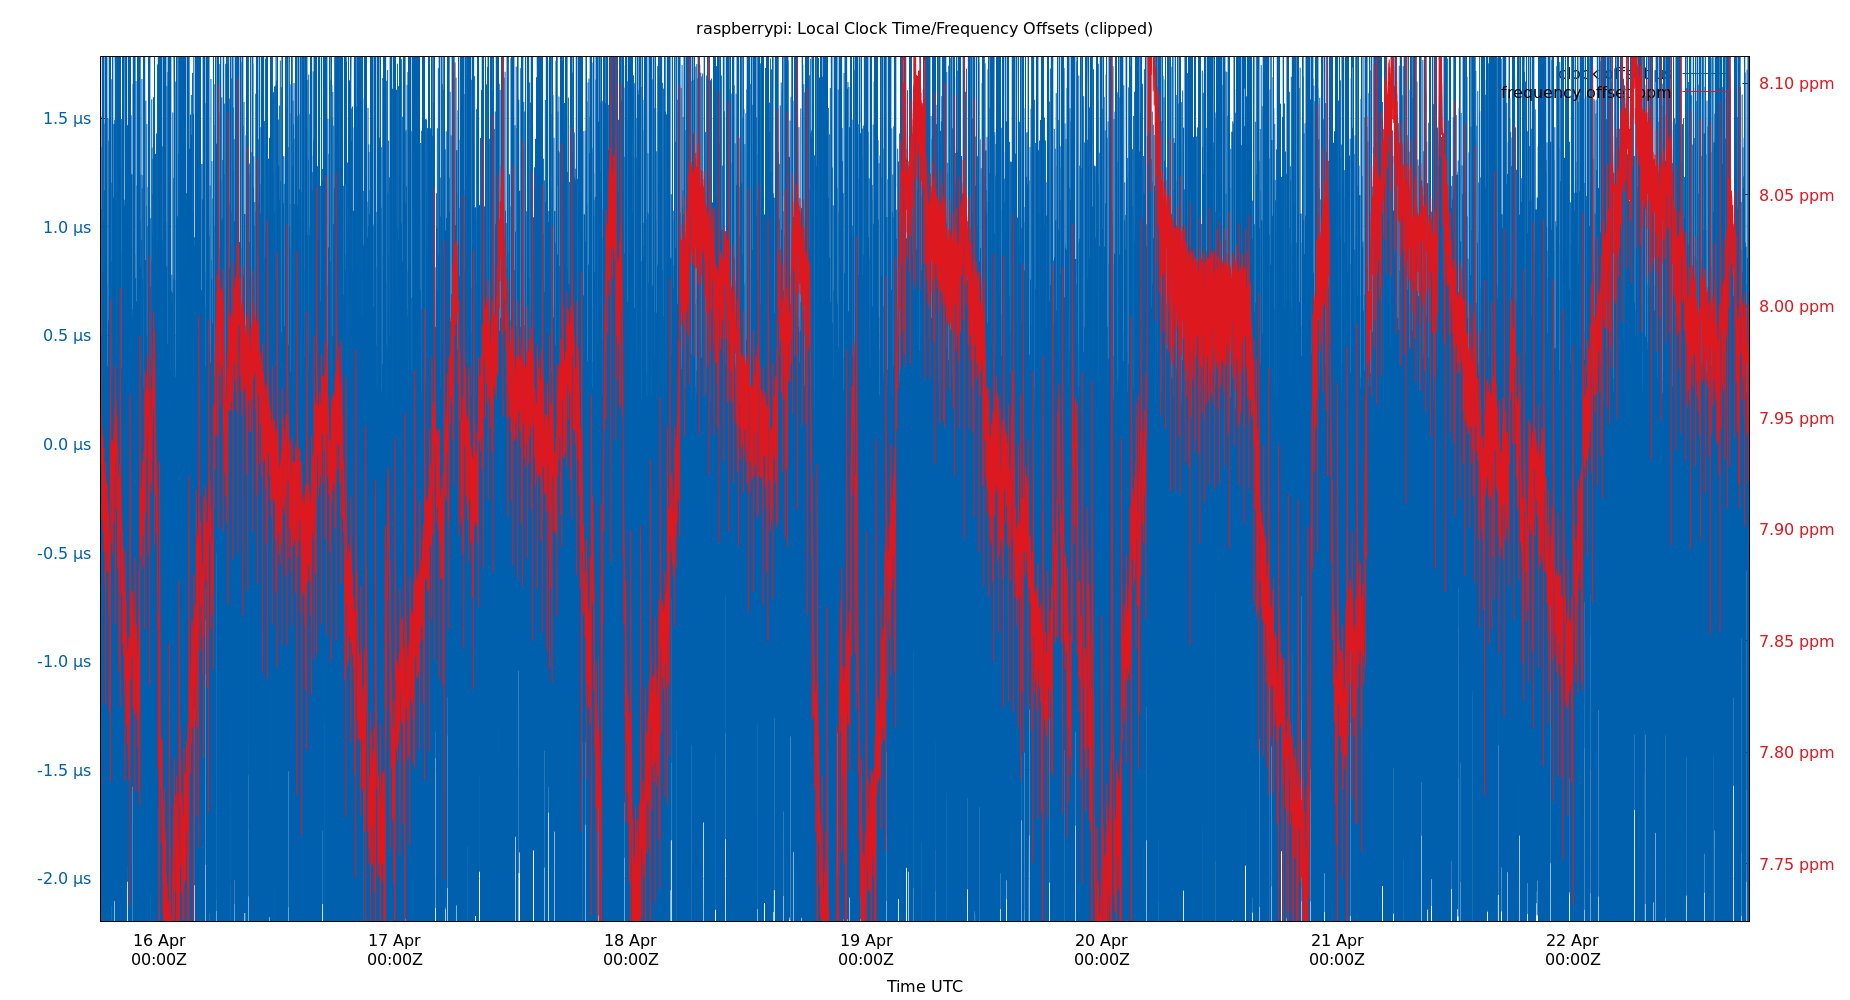 raspberrypi: Local Clock Time/Frequency Offsets (clipped)
clock offset µs
frequency offset ppm
1.5 µs
1.0 µs
0.5 µs
0.0 µs
-0.5 µs
-1.0 µs
-1.5 µs
-2.0 µs
8.10 ppm
8.05 ppm
8.00 ppm
7.95 ppm
7.90 ppm
7.85 ppm
7.80 ppm
7.75 ppm
16 Apr
00:00Z
17 Apr
00:00Z
18 Apr
00:00Z
19 Apr
00:00Z
20 Apr
00:00Z
21 Apr
00:00Z
22 Apr
00:00Z
Time UTC